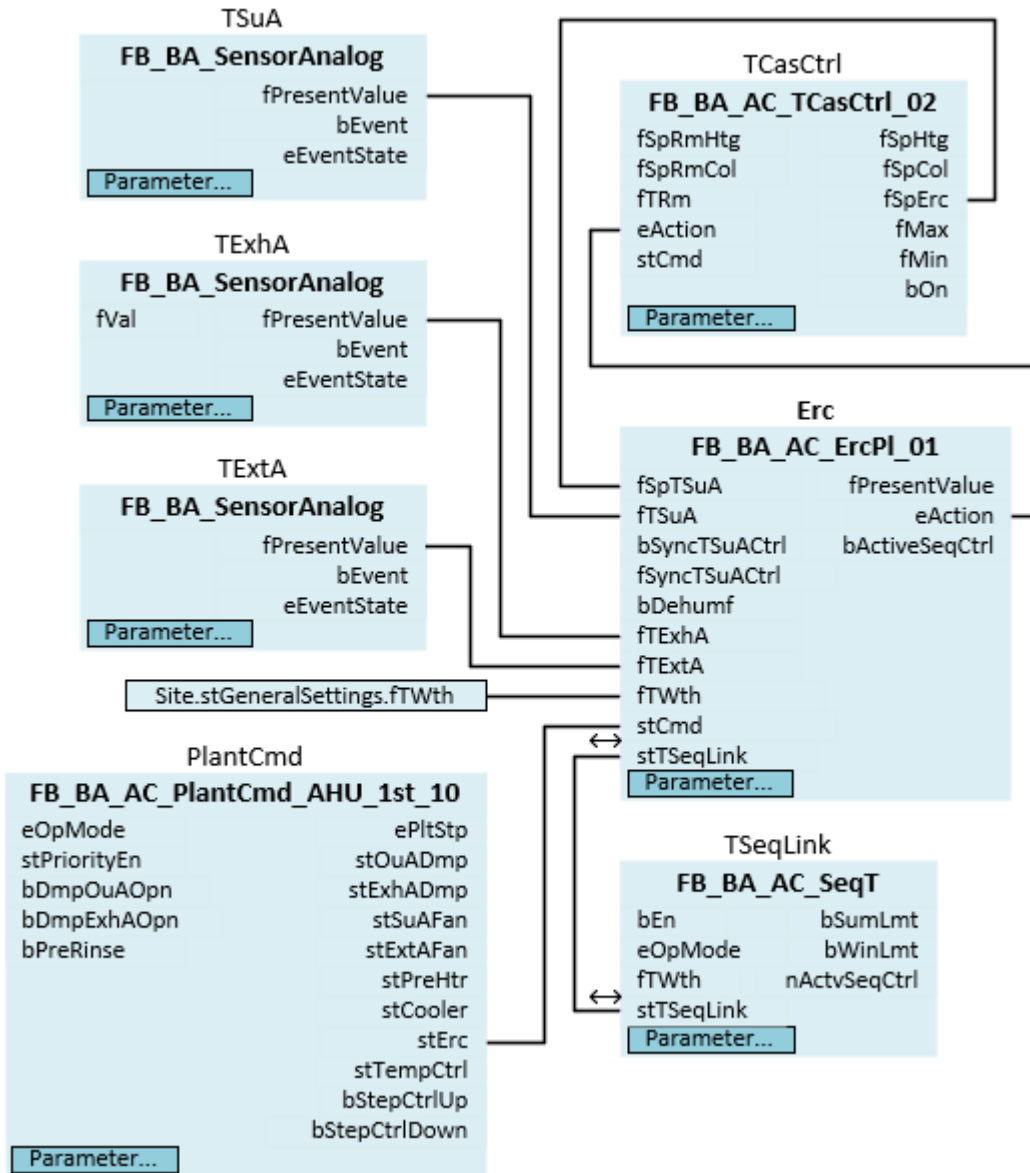 TSuA
FB_BA_SensorAnalog
fPresentValue
bEvent
eEventState
Parameter...
TExhA
FB_BA_SensorAnalog
fVal fPresentValue
bEvent
eEventState
Parameter...
TExtA
FB_BA_SensorAnalog
fPresentValue
bEvent
eEventState
Parameter...
Site.stGeneralSettings.fTWth
PlantCmd
FB_BA_AC_PlantCmd_AHU_1st_10
eOpMode ePltStp
stPriorityEn stOuADmp
bDmpOuAOpn stExhADmp
bDmpExhAOpn stSuAFan
bPreRinse stExtAFan
stPreHtr
stCooler
stErc
stTempCtrl
bStepCtrlUp
bStepCtrlDown
Parameter...
TCasCtrl
FB_BA_AC_TCasCtrl_02
fSpRmHtg fSpHtg
fSpRmCol fSpCol
fTRm fSpErc
eAction fMax
stCmd fMin
bOn
Parameter...
Erc
FB_BA_AC_ErcPl_01
fSpTSuA fPresentValue
fTSuA eAction
bSyncTSuACtrl bActiveSeqCtrl
fSyncTSuACtrl
bDehumf
fTExhA
fTExtA
fTWth
stCmd
stTSeqLink
Parameter...
TSeqLink
FB_BA_AC_SeqT
bEn bSumLmt
eOpMode bWinLmt
fTWth nActvSeqCtrl
stTSeqLink
Parameter...